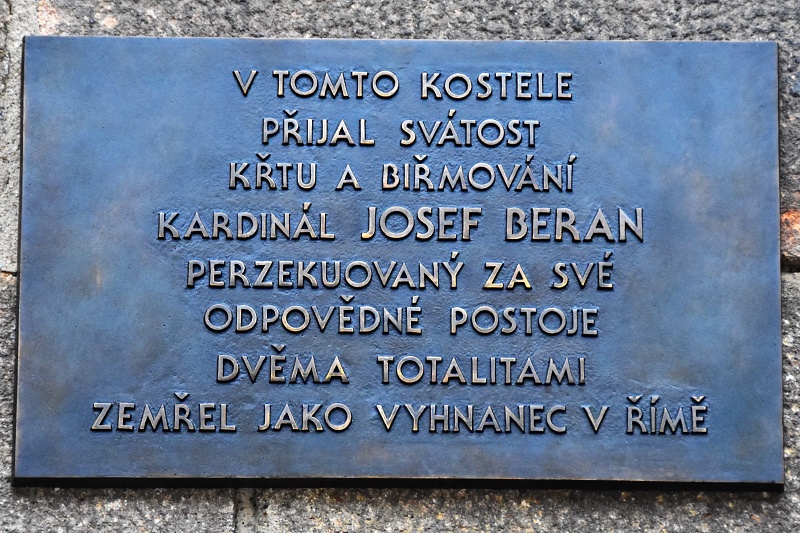 V TOMTO KOSTELE
PŘIJAL SVÁTOST
KŘTU A BIŘMOVÁNÍ
KARDINÁL JOSEF BERAN
PERZEKUOVANÝ ZA SVÉ
ODPOVĚDNÉ POSTOJE
DVĚMA TOTALITAMI
ZEMŘEL JAKO VYHNANEC V ŘÍMĚ